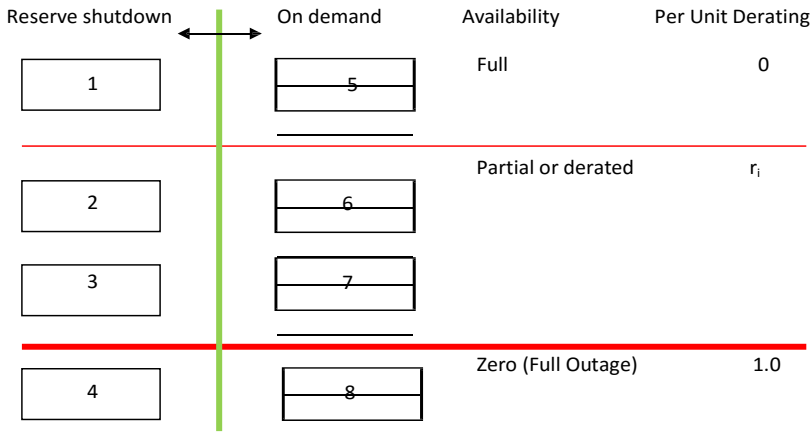 Reserve shutdown On demand Availability Per Unit Derating
1 5 Full 0
Partial or derated rᵢ
2 6
3 7
Zero (Full Outage) 1.0
4 8